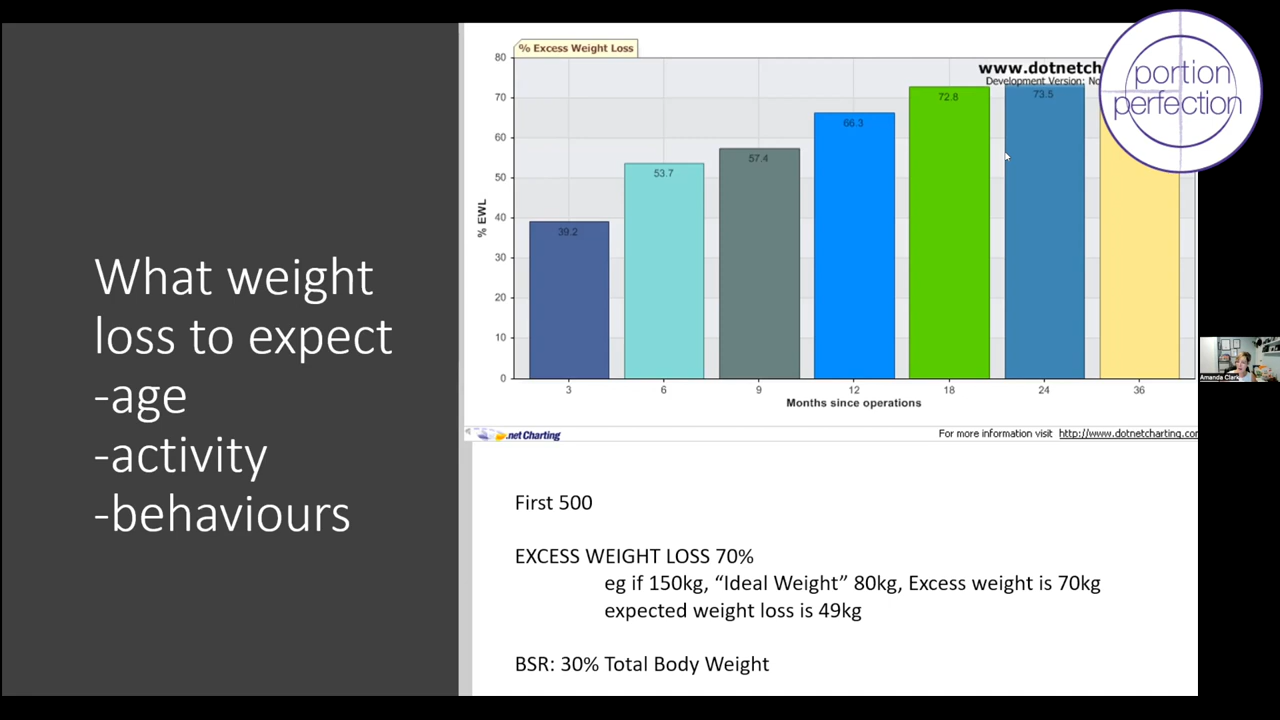 What weight
loss to expect
-age
-activity
-behaviours
% Excess Weight Loss
www.dotnetch
Development Version: No
portion
perfection
80
70
60
50
40
30
20
10
0
% EWL
39.2
53.7
57.4
66.3
72.8
73.5
3 6 9 12 18 24 36
Months since operations
.net Charting
For more information visit http://www.dotnetcharting.con
First 500
EXCESS WEIGHT LOSS 70%
eg if 150kg, “Ideal Weight” 80kg, Excess weight is 70kg
expected weight loss is 49kg
BSR: 30% Total Body Weight
Amanda Clark